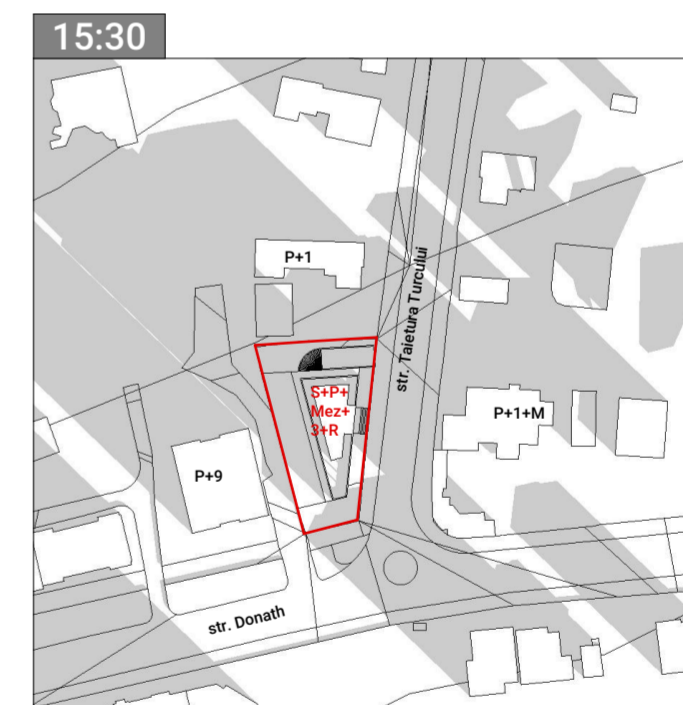 15:30
P+1
str. Taietura Turcului
S+P+
Mez+
3+R
P+1+M
P+9
str. Donath